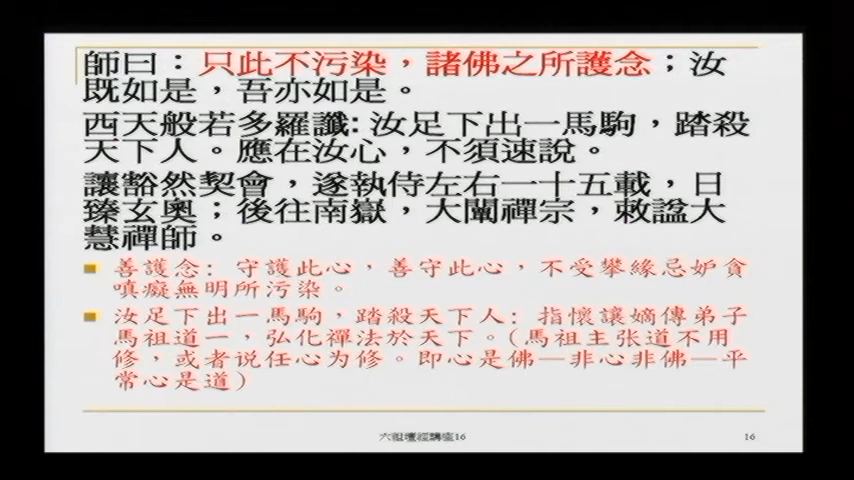 師曰：只此不污染，諸佛之所護念；汝
既如是，吾亦如是。
西天般若多羅讖:汝足下出一馬駒，踏殺
天下人。應在汝心，不須速說。
讓豁然契會，遂執侍左右一十五載，日
臻玄奧；後往南嶽，大闡禪宗，敕諡大
慧禪師。
善護念：守護此心，善守此心，不受攀緣忌妒貪
嗔癡無明所污染。
汝足下出一馬駒，踏殺天下人：指懷讓嫡傳弟子
馬祖道一，弘化禪法於天下。(馬祖主张道不用
修，或者说任心为修。即心是佛—非心非佛—平
常心是道)
六祖壇經講座16
16